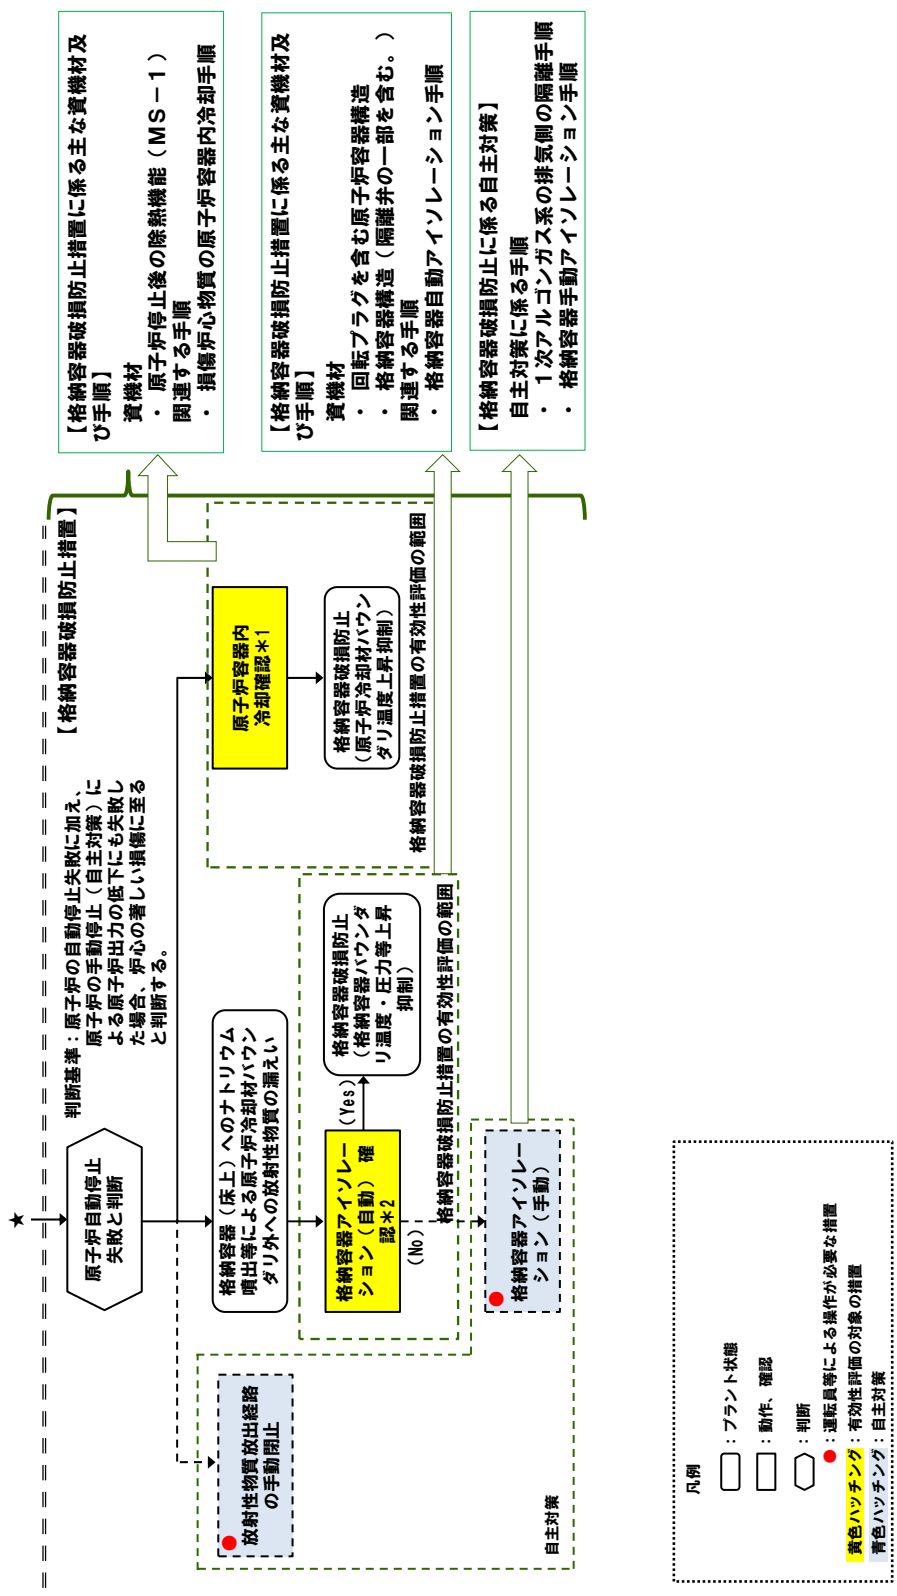 ★
【格納容器破損防止措置】
判断基準：原子炉の自動停止失敗に加え、
原子炉の手動停止（自主対策）に
よる原子炉出力の低下にも失敗し
た場合、炉心の著しい損傷に至る
と判断する。
原子炉自動停止
失敗と判断
放射性物質放出経路
の手動閉止
格納容器（床上）へのナトリウム
噴出等による原子炉冷却材バウン
ダリ外への放射性物質の漏えい
原子炉容器内
冷却確認＊1
格納容器アイソレー
ション（自動）確
認＊2
(Yes)
(No)
格納容器破損防止
（格納容器バウンダ
リ温度・圧力等上昇
抑制）
格納容器破損防止
（原子炉冷却材バウン
ダリ温度上昇抑制）
格納容器破損防止措置の有効性評価の範囲
格納容器破損防止措置の有効性評価の範囲
格納容器アイソレー
ション（手動）
自主対策
【格納容器破損防止措置に係る主な資機材及
び手順】
資機材
・ 原子炉停止後の除熱機能（ＭＳ－１）
関連する手順
・ 損傷炉心物質の原子炉容器内冷却手順
【格納容器破損防止措置に係る主な資機材及
び手順】
資機材
・ 回転プラグを含む原子炉容器構造
・ 格納容器構造（隔離弁の一部を含む。）
関連する手順
・ 格納容器自動アイソレーション手順
【格納容器破損防止に係る自主対策】
自主対策に係る手順
・ １次アルゴンガス系の排気側の隔離手順
・ 格納容器手動アイソレーション手順
凡例
：プラント状態
：動作、確認
：判断
：運転員等による操作が必要な措置
黄色ハッチング：有効性評価の対象の措置
青色ハッチング：自主対策